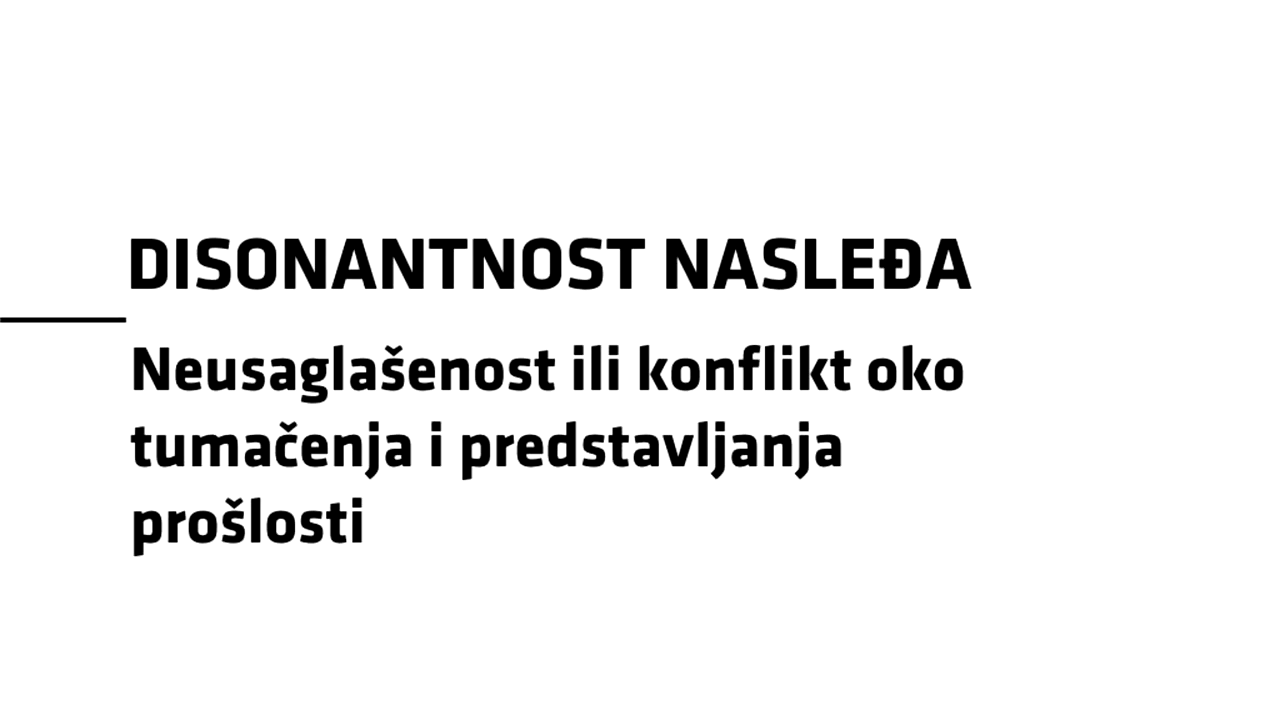 DISONANTNOST NASLEĐA
Neusaglašenost ili konflikt oko
tumačenja i predstavljanja
prošlosti